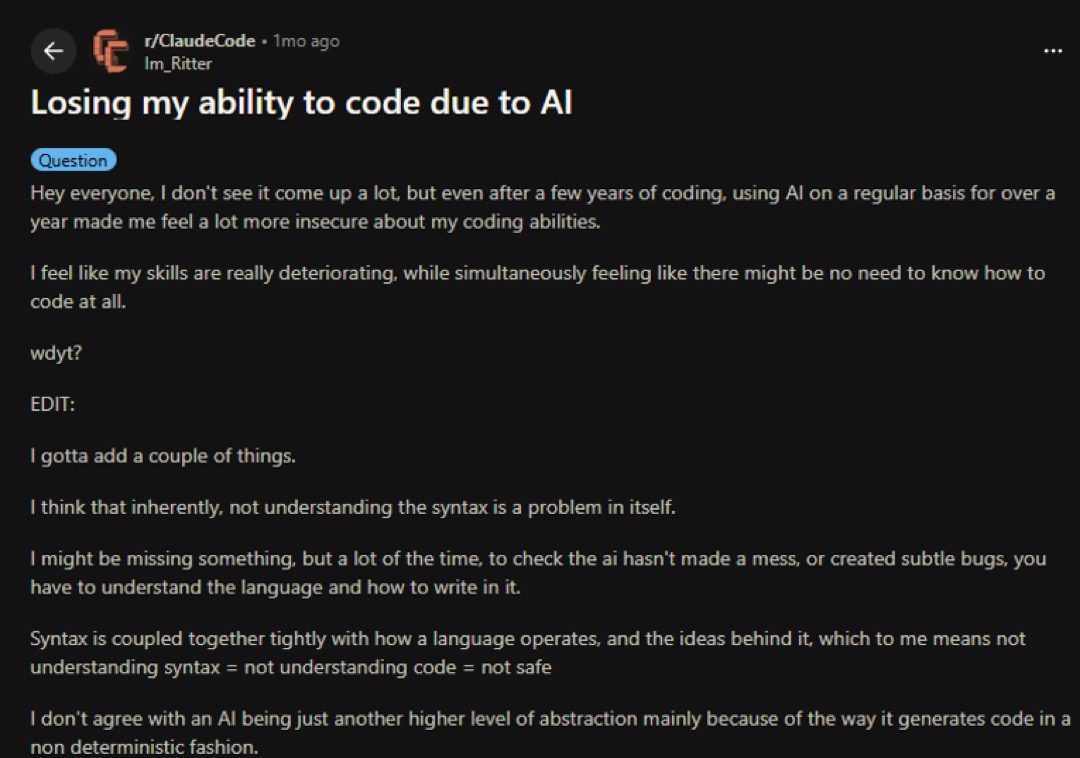 r/ClaudeCode • 1mo ago
Im_Ritter
Losing my ability to code due to AI
Question
Hey everyone, I don't see it come up a lot, but even after a few years of coding, using AI on a regular basis for over a
year made me feel a lot more insecure about my coding abilities.
I feel like my skills are really deteriorating, while simultaneously feeling like there might be no need to know how to
code at all.
wdyt?
EDIT:
I gotta add a couple of things.
I think that inherently, not understanding the syntax is a problem in itself.
I might be missing something, but a lot of the time, to check the ai hasn't made a mess, or created subtle bugs, you
have to understand the language and how to write in it.
Syntax is coupled together tightly with how a language operates, and the ideas behind it, which to me means not
understanding syntax = not understanding code = not safe
I don't agree with an AI being just another higher level of abstraction mainly because of the way it generates code in a
non deterministic fashion.